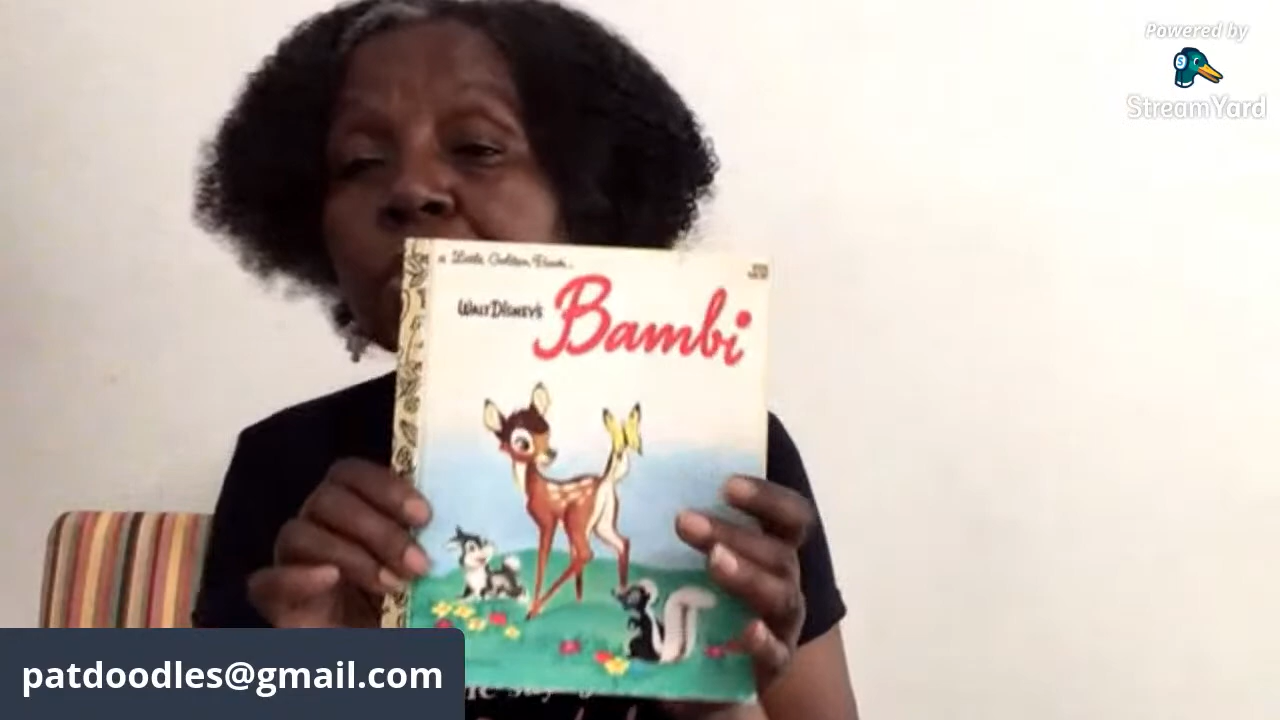 Powered by
StreamYard
a Little Golden Book
WALT DISNEY'S
Bambi
patdoodles@gmail.com